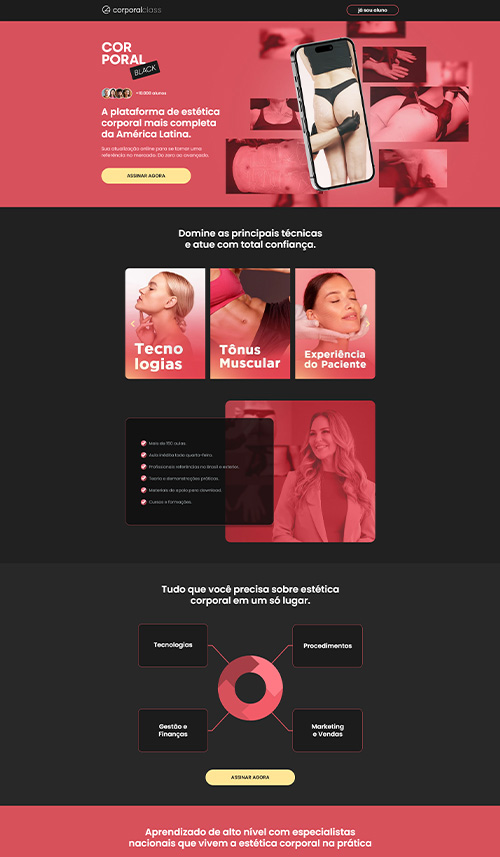 corporalclass
já sou aluno
COR
PORAL
BLACK
+10.000 alunos
A plataforma de estética
corporal mais completa
da América Latina.
Sua atualização online para se tornar uma
referência no mercado. Do zero ao avançado.
ASSINAR AGORA
Domine as principais técnicas
e atue com total confiança.
Tecno
logias
Tônus
Muscular
Experiência
do Paciente
Mais de 150 aulas.
Aula inédita toda quarta-feira.
Profissionais referências no Brasil e exterior.
Teoria e demonstrações práticas.
Materiais de apoio para download.
Cursos e formações.
Tudo que você precisa sobre estética
corporal em um só lugar.
Tecnologias
Procedimentos
Gestão e
Finanças
Marketing
e Vendas
ASSINAR AGORA
Aprendizado de alto nível com especialistas
nacionais que vivem a estética corporal na prática